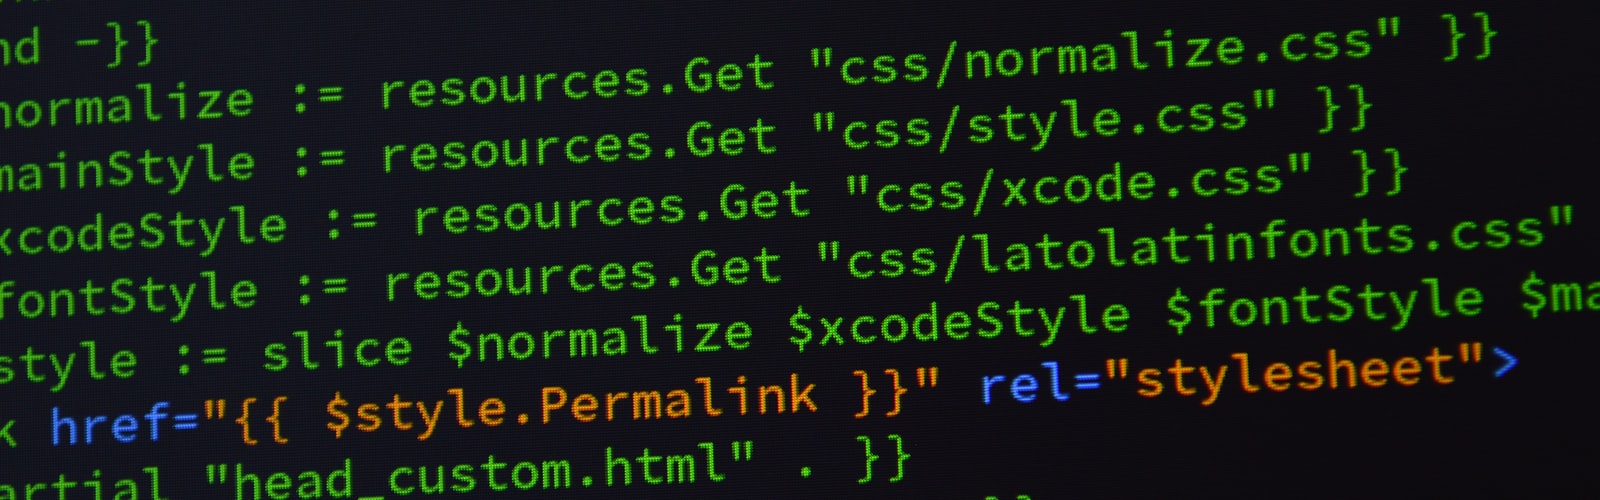 nd -}}
normalize := resources.Get "css/normalize.css" }}
mainStyle := resources.Get "css/style.css" }}
xcodeStyle := resources.Get "css/xcode.css" }}
fontStyle := resources.Get "css/latolatinfonts.css"
style := slice $normalize $xcodeStyle $fontStyle $ma
k href="{{ $style.Permalink }}" rel="stylesheet">
artial "head_custom.html" . }}